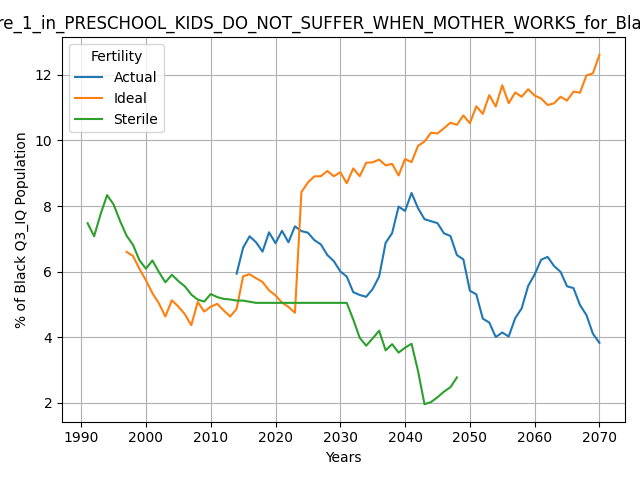 re_1_in_PRESCHOOL_KIDS_DO_NOT_SUFFER_WHEN_MOTHER_WORKS_for_Bla
Fertility
Actual
Ideal
Sterile
% of Black Q3_IQ Population
12
10
8
6
4
2
1990 2000 2010 2020 2030 2040 2050 2060 2070
Years